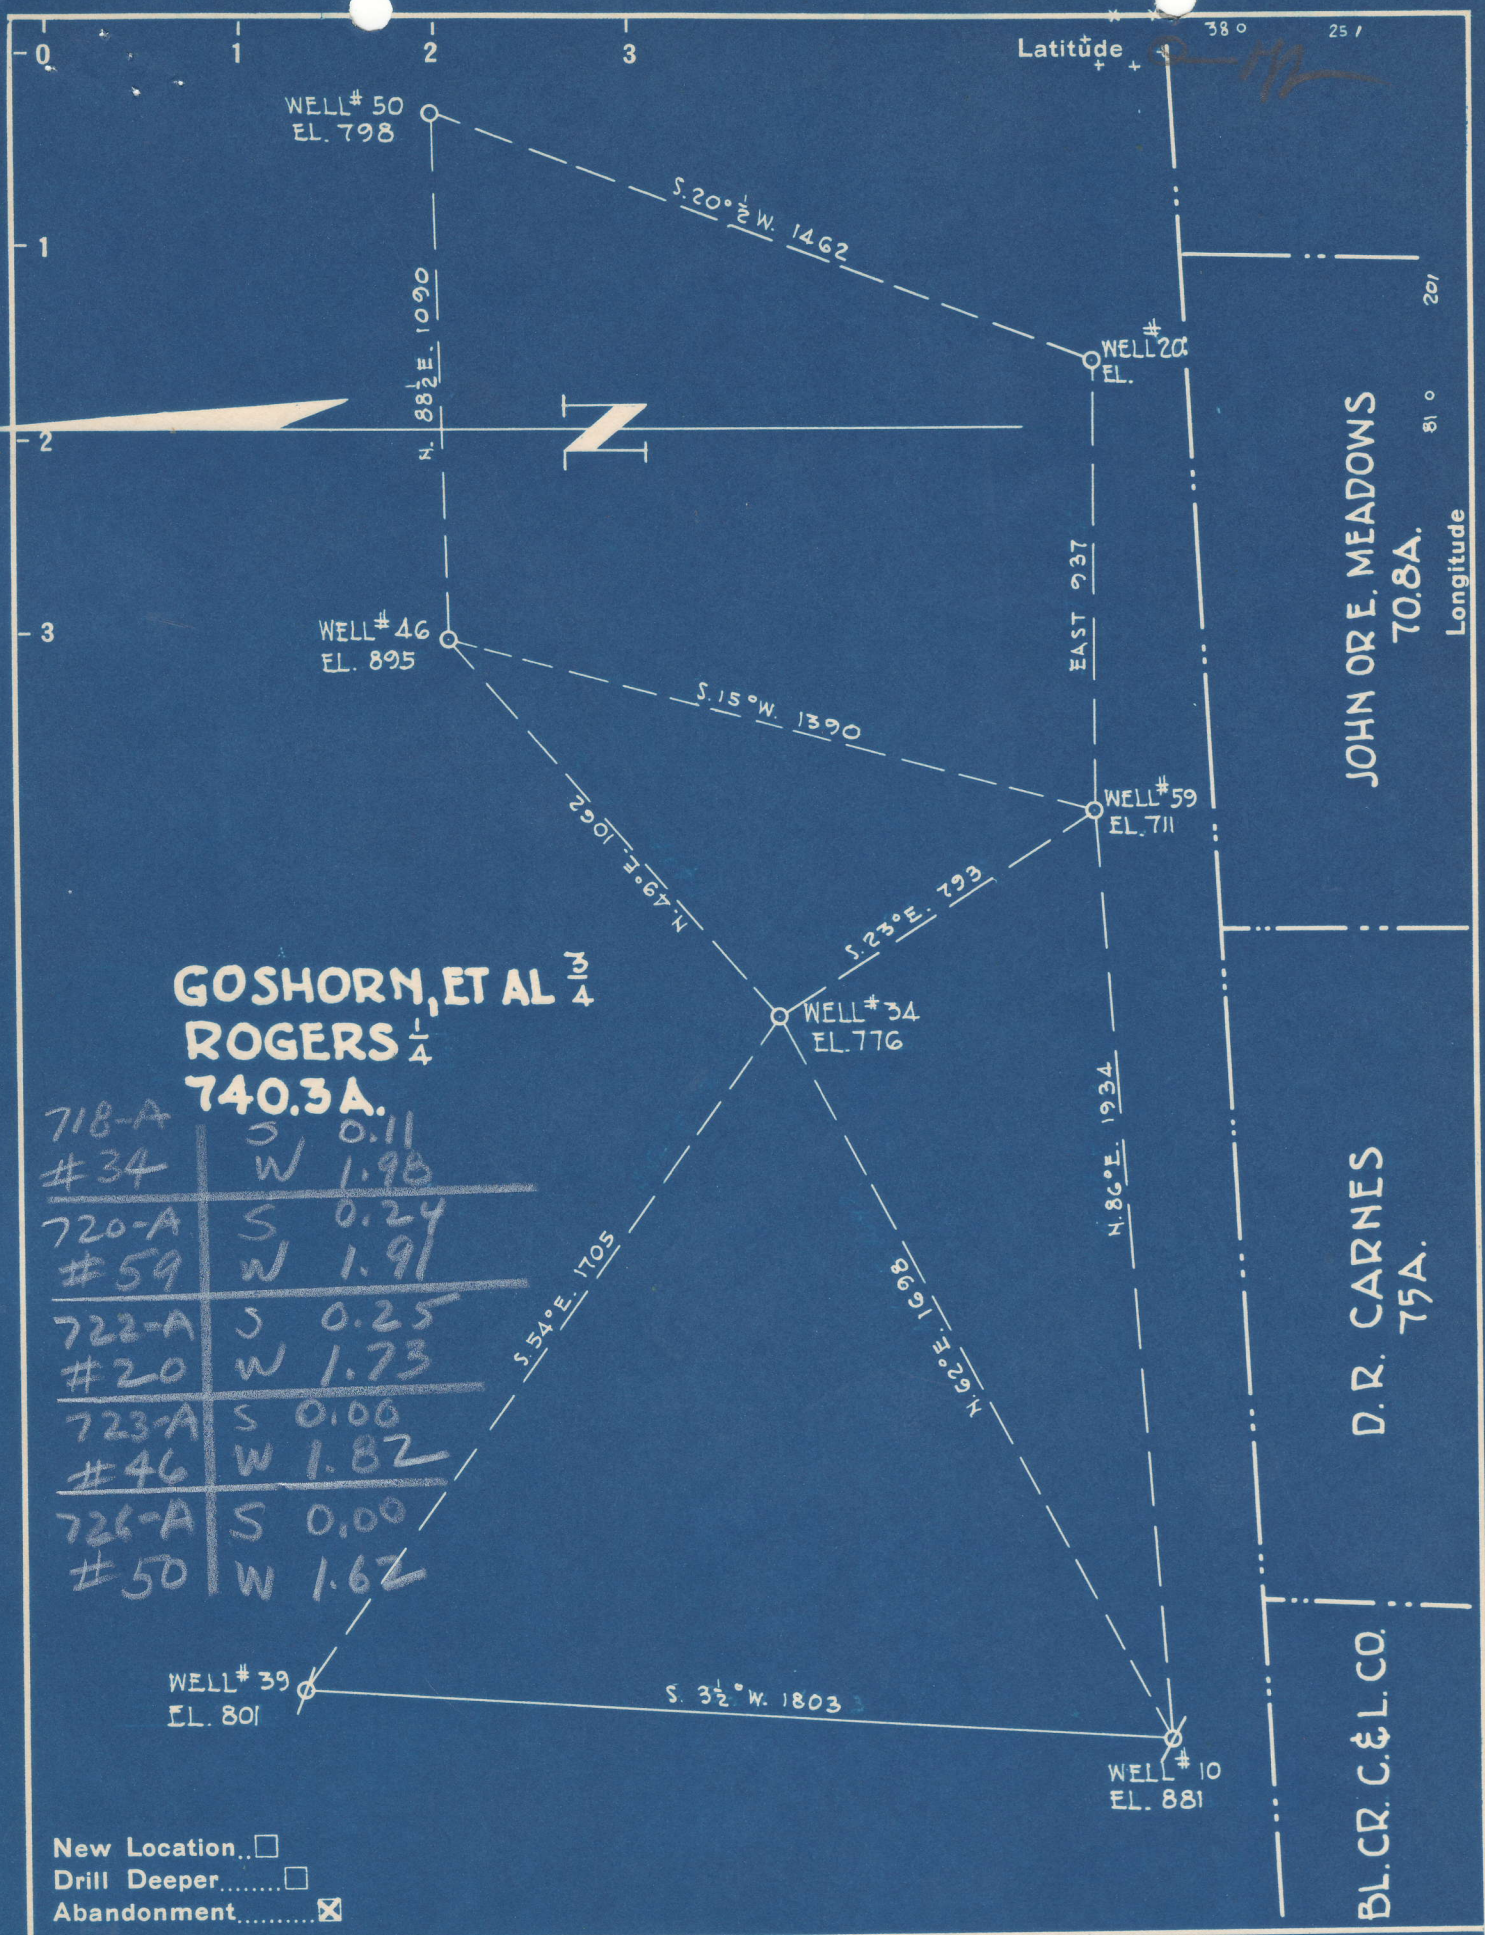 0
1
2
3
Latitude
38° 25'
WELL # 50
EL. 798
S. 20° ½ W. 1462
1
201
N. 88½ E. 1090
WELL # 20
EL.
2
81°
Longitude
JOHN OR E. MEADOWS
70.8A.
EAST 937
3
WELL # 46
EL. 895
S. 15° W. 1390
WELL # 59
EL. 711
N. 49° E. 1062
S. 23° E. 793
GOSHORN, ET AL ¾
ROGERS ¼
740.3 A.
WELL # 34
EL. 776
N. 86° E. 1934
718-A S 0.11
#34 W 1.98
720-A S 0.24
#59 W 1.91
722-A S 0.25
#20 W 1.73
723-A S 0.00
#46 W 1.82
726-A S 0.00
#50 W 1.62
D. R. CARNES
75A.
S. 54° E. 1705
N. 62° E. 1698
WELL # 39
EL. 801
S. 3½° W. 1803
WELL # 10
EL. 881
BL. CR. C. & L. CO.
New Location..
Drill Deeper.......
Abandonment..........
N